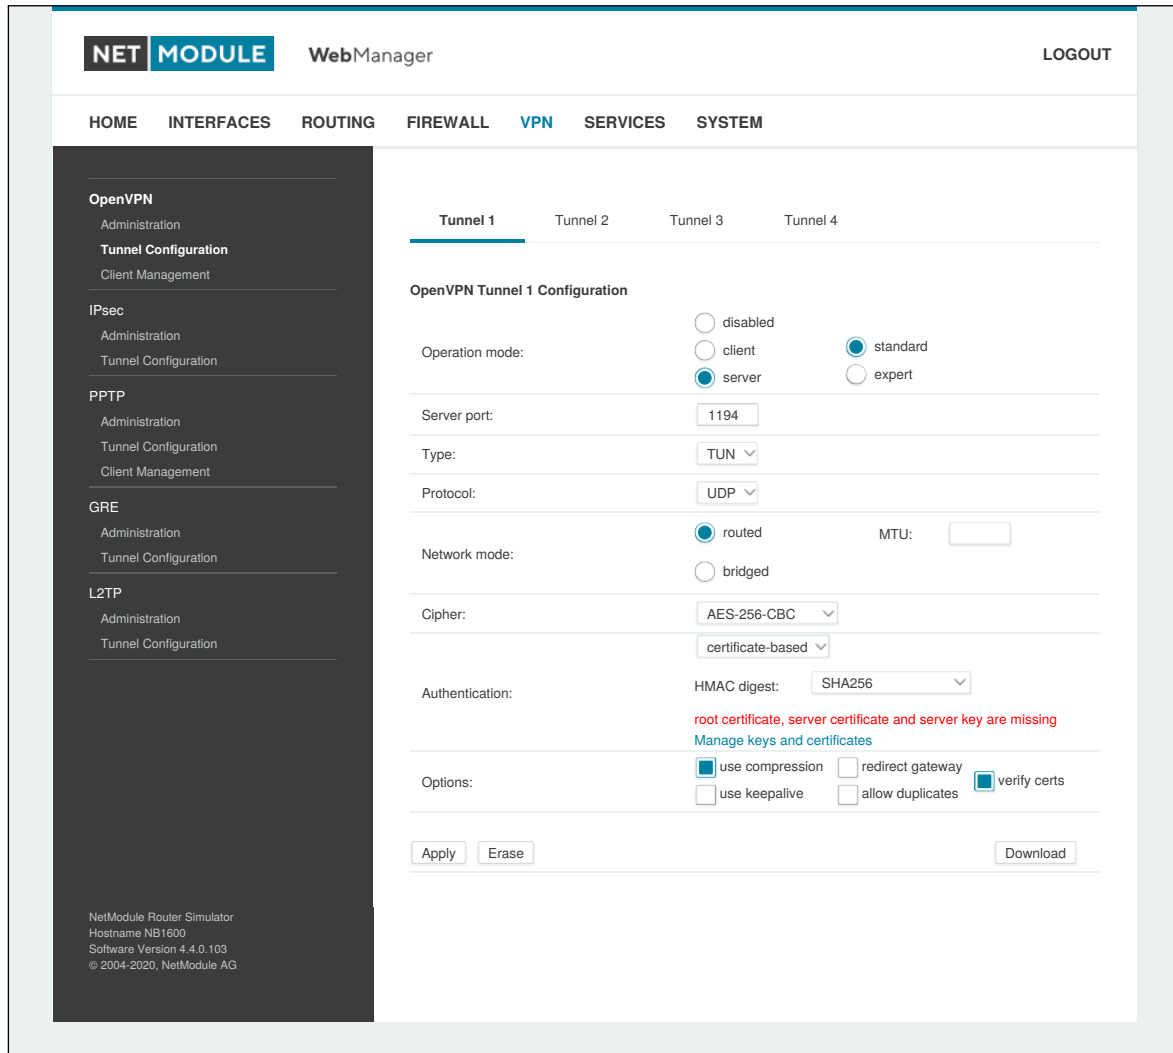 NET MODULE WebManager LOGOUT
HOME INTERFACES ROUTING FIREWALL VPN SERVICES SYSTEM
OpenVPN
Administration
Tunnel Configuration
Client Management
IPsec
Administration
Tunnel Configuration
PPTP
Administration
Tunnel Configuration
Client Management
GRE
Administration
Tunnel Configuration
L2TP
Administration
Tunnel Configuration
NetModule Router Simulator
Hostname NB1600
Software Version 4.4.0.103
© 2004-2020, NetModule AG
Tunnel 1 Tunnel 2 Tunnel 3 Tunnel 4
OpenVPN Tunnel 1 Configuration
Operation mode:
disabled
client
server
standard
expert
Server port: 1194
Type: TUN
Protocol: UDP
Network mode:
routed MTU:
bridged
Cipher: AES-256-CBC
Authentication:
certificate-based
HMAC digest: SHA256
root certificate, server certificate and server key are missing
Manage keys and certificates
Options:
use compression redirect gateway verify certs
use keepalive allow duplicates
Apply Erase Download